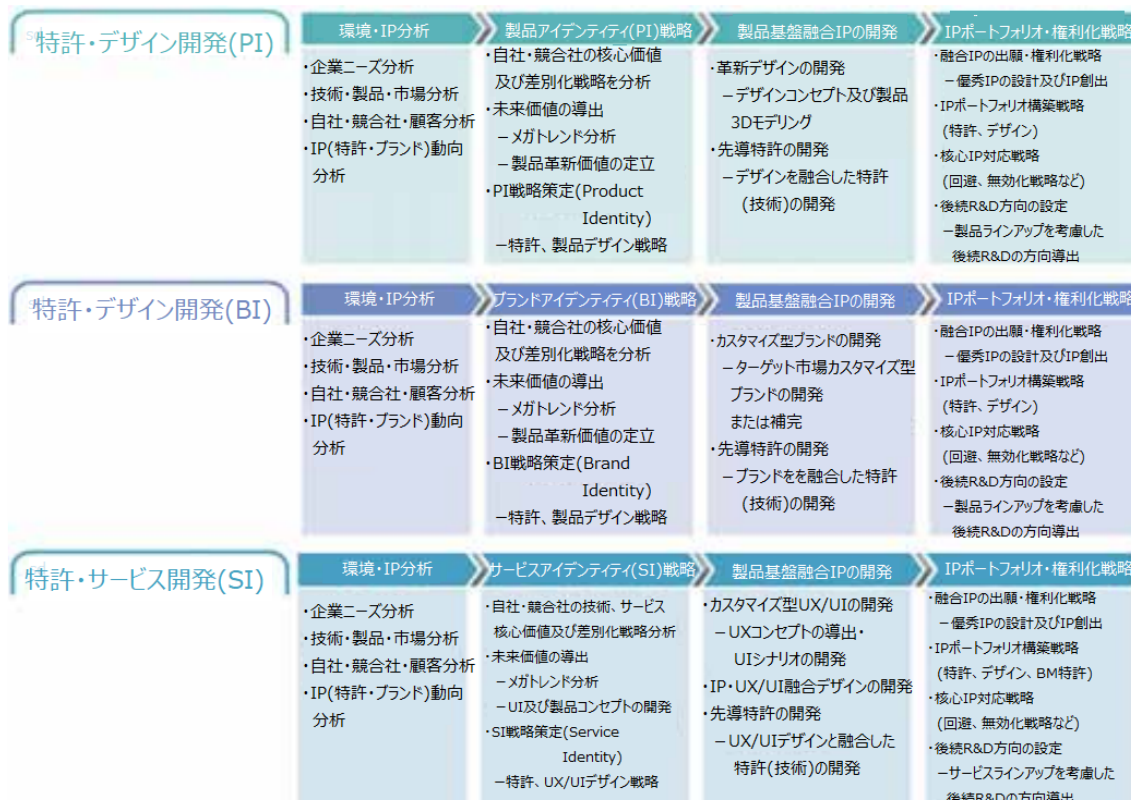 特許・デザイン開発(PI)
環境・IP分析
・企業ニーズ分析
・技術・製品・市場分析
・自社・競合社・顧客分析
・IP(特許・ブランド)動向
分析
製品アイデンティティ(PI)戦略
・自社・競合社の核心価値
及び差別化戦略を分析
・未来価値の導出
－メガトレンド分析
－製品革新価値の定立
・PI戦略策定(Product
Identity)
－特許、製品デザイン戦略
製品基盤融合IPの開発
・革新デザインの開発
－デザインコンセプト及び製品
3Dモデリング
・先導特許の開発
－デザインを融合した特許
(技術)の開発
IPポートフォリオ・権利化戦略
・融合IPの出願・権利化戦略
－優秀IPの設計及びIP創出
・IPポートフォリオ構築戦略
(特許、デザイン)
・核心IP対応戦略
(回避、無効化戦略など)
・後続R&D方向の設定
－製品ラインアップを考慮した
後続R&Dの方向導出
特許・デザイン開発(BI)
環境・IP分析
・企業ニーズ分析
・技術・製品・市場分析
・自社・競合社・顧客分析
・IP(特許・ブランド)動向
分析
ブランドアイデンティティ(BI)戦略
・自社・競合社の核心価値
及び差別化戦略を分析
・未来価値の導出
－メガトレンド分析
－製品革新価値の定立
・BI戦略策定(Brand
Identity)
－特許、製品デザイン戦略
製品基盤融合IPの開発
・カスタマイズ型ブランドの開発
－ターゲット市場カスタマイズ型
ブランドの開発
または補完
・先導特許の開発
－ブランドをを融合した特許
(技術)の開発
IPポートフォリオ・権利化戦略
・融合IPの出願・権利化戦略
－優秀IPの設計及びIP創出
・IPポートフォリオ構築戦略
(特許、デザイン)
・核心IP対応戦略
(回避、無効化戦略など)
・後続R&D方向の設定
－製品ラインアップを考慮した
後続R&Dの方向導出
特許・サービス開発(SI)
環境・IP分析
・企業ニーズ分析
・技術・製品・市場分析
・自社・競合社・顧客分析
・IP(特許・ブランド)動向
分析
サービスアイデンティティ(SI)戦略
・自社・競合社の技術、サービス
核心価値及び差別化戦略分析
・未来価値の導出
－メガトレンド分析
－UI及び製品コンセプトの開発
・SI戦略策定(Service
Identity)
－特許、UX/UIデザイン戦略
製品基盤融合IPの開発
・カスタマイズ型UX/UIの開発
－UXコンセプトの導出・
UIシナリオの開発
・IP・UX/UI融合デザインの開発
・先導特許の開発
－UX/UIデザインと融合した
特許(技術)の開発
IPポートフォリオ・権利化戦略
・融合IPの出願・権利化戦略
－優秀IPの設計及びIP創出
・IPポートフォリオ構築戦略
(特許、デザイン、BM特許)
・核心IP対応戦略
(回避、無効化戦略など)
・後続R&D方向の設定
－サービスラインアップを考慮した
後続R&Dの方向導出